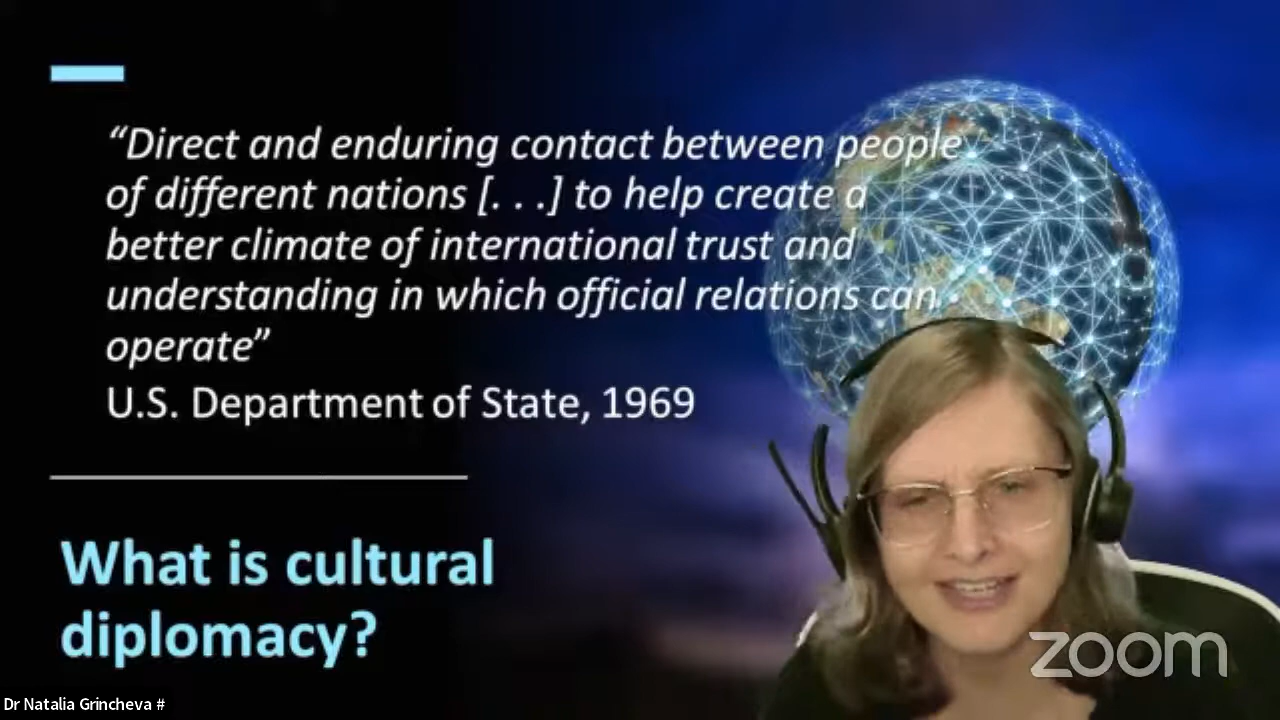 “Direct and enduring contact between people
of different nations [. . .] to help create a
better climate of international trust and
understanding in which official relations can
operate”
U.S. Department of State, 1969
What is cultural
diplomacy?
zoom
Dr Natalia Grincheva #